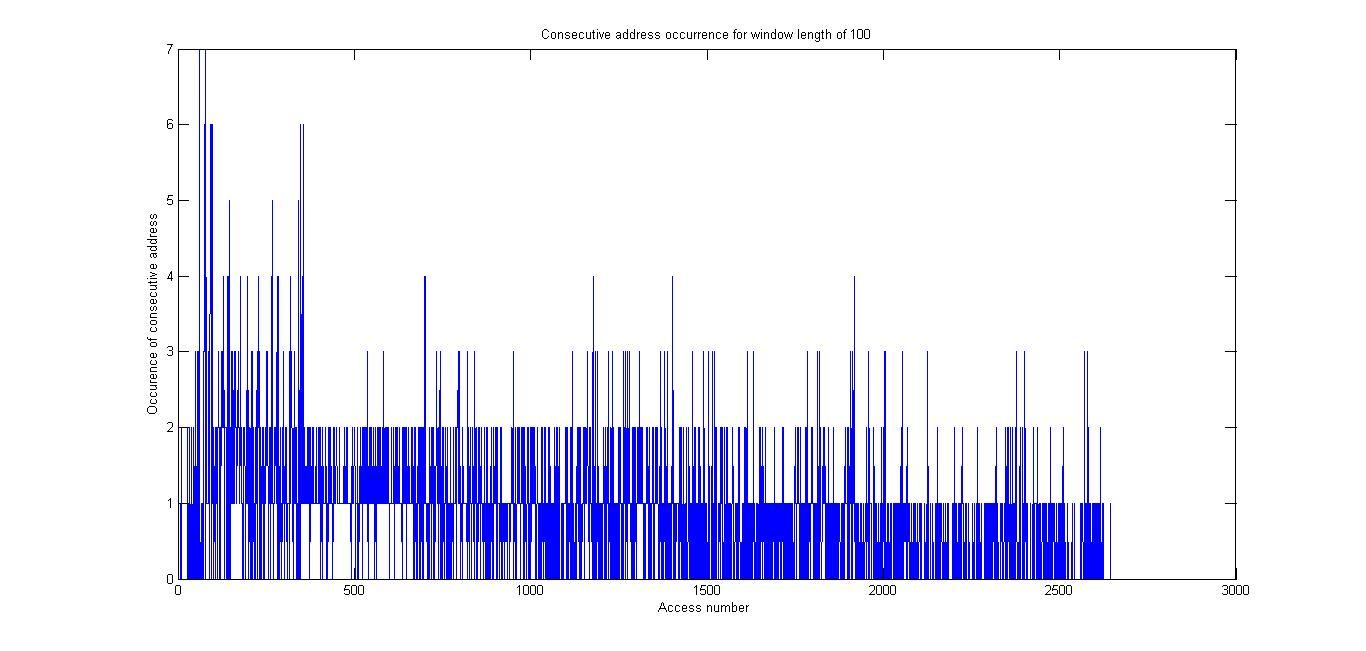 Consecutive address occurrence for window length of 100
7
6
5
4
3
2
1
0
Occurence of consecutive address
0 500 1000 1500 2000 2500 3000
Access number